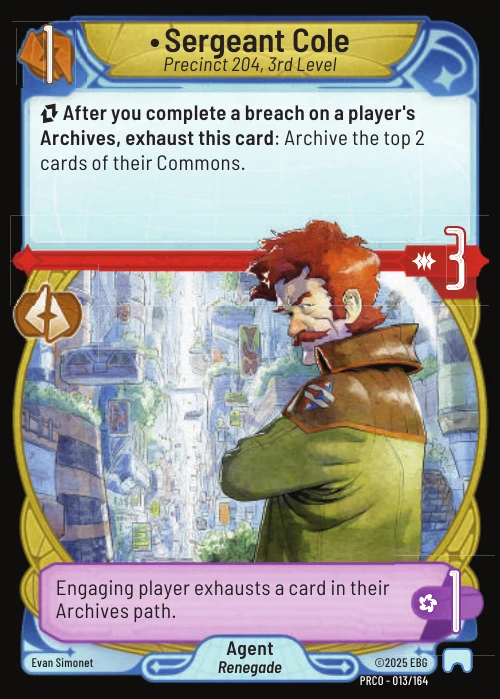 1
•Sergeant Cole
Precinct 204, 3rd Level
After you complete a breach on a player's
Archives, exhaust this card: Archive the top 2
cards of their Commons.
3
Engaging player exhausts a card in their
Archives path.
1
Agent
Renegade
Evan Simonet
©2025 EBG
PRCO - 013/164